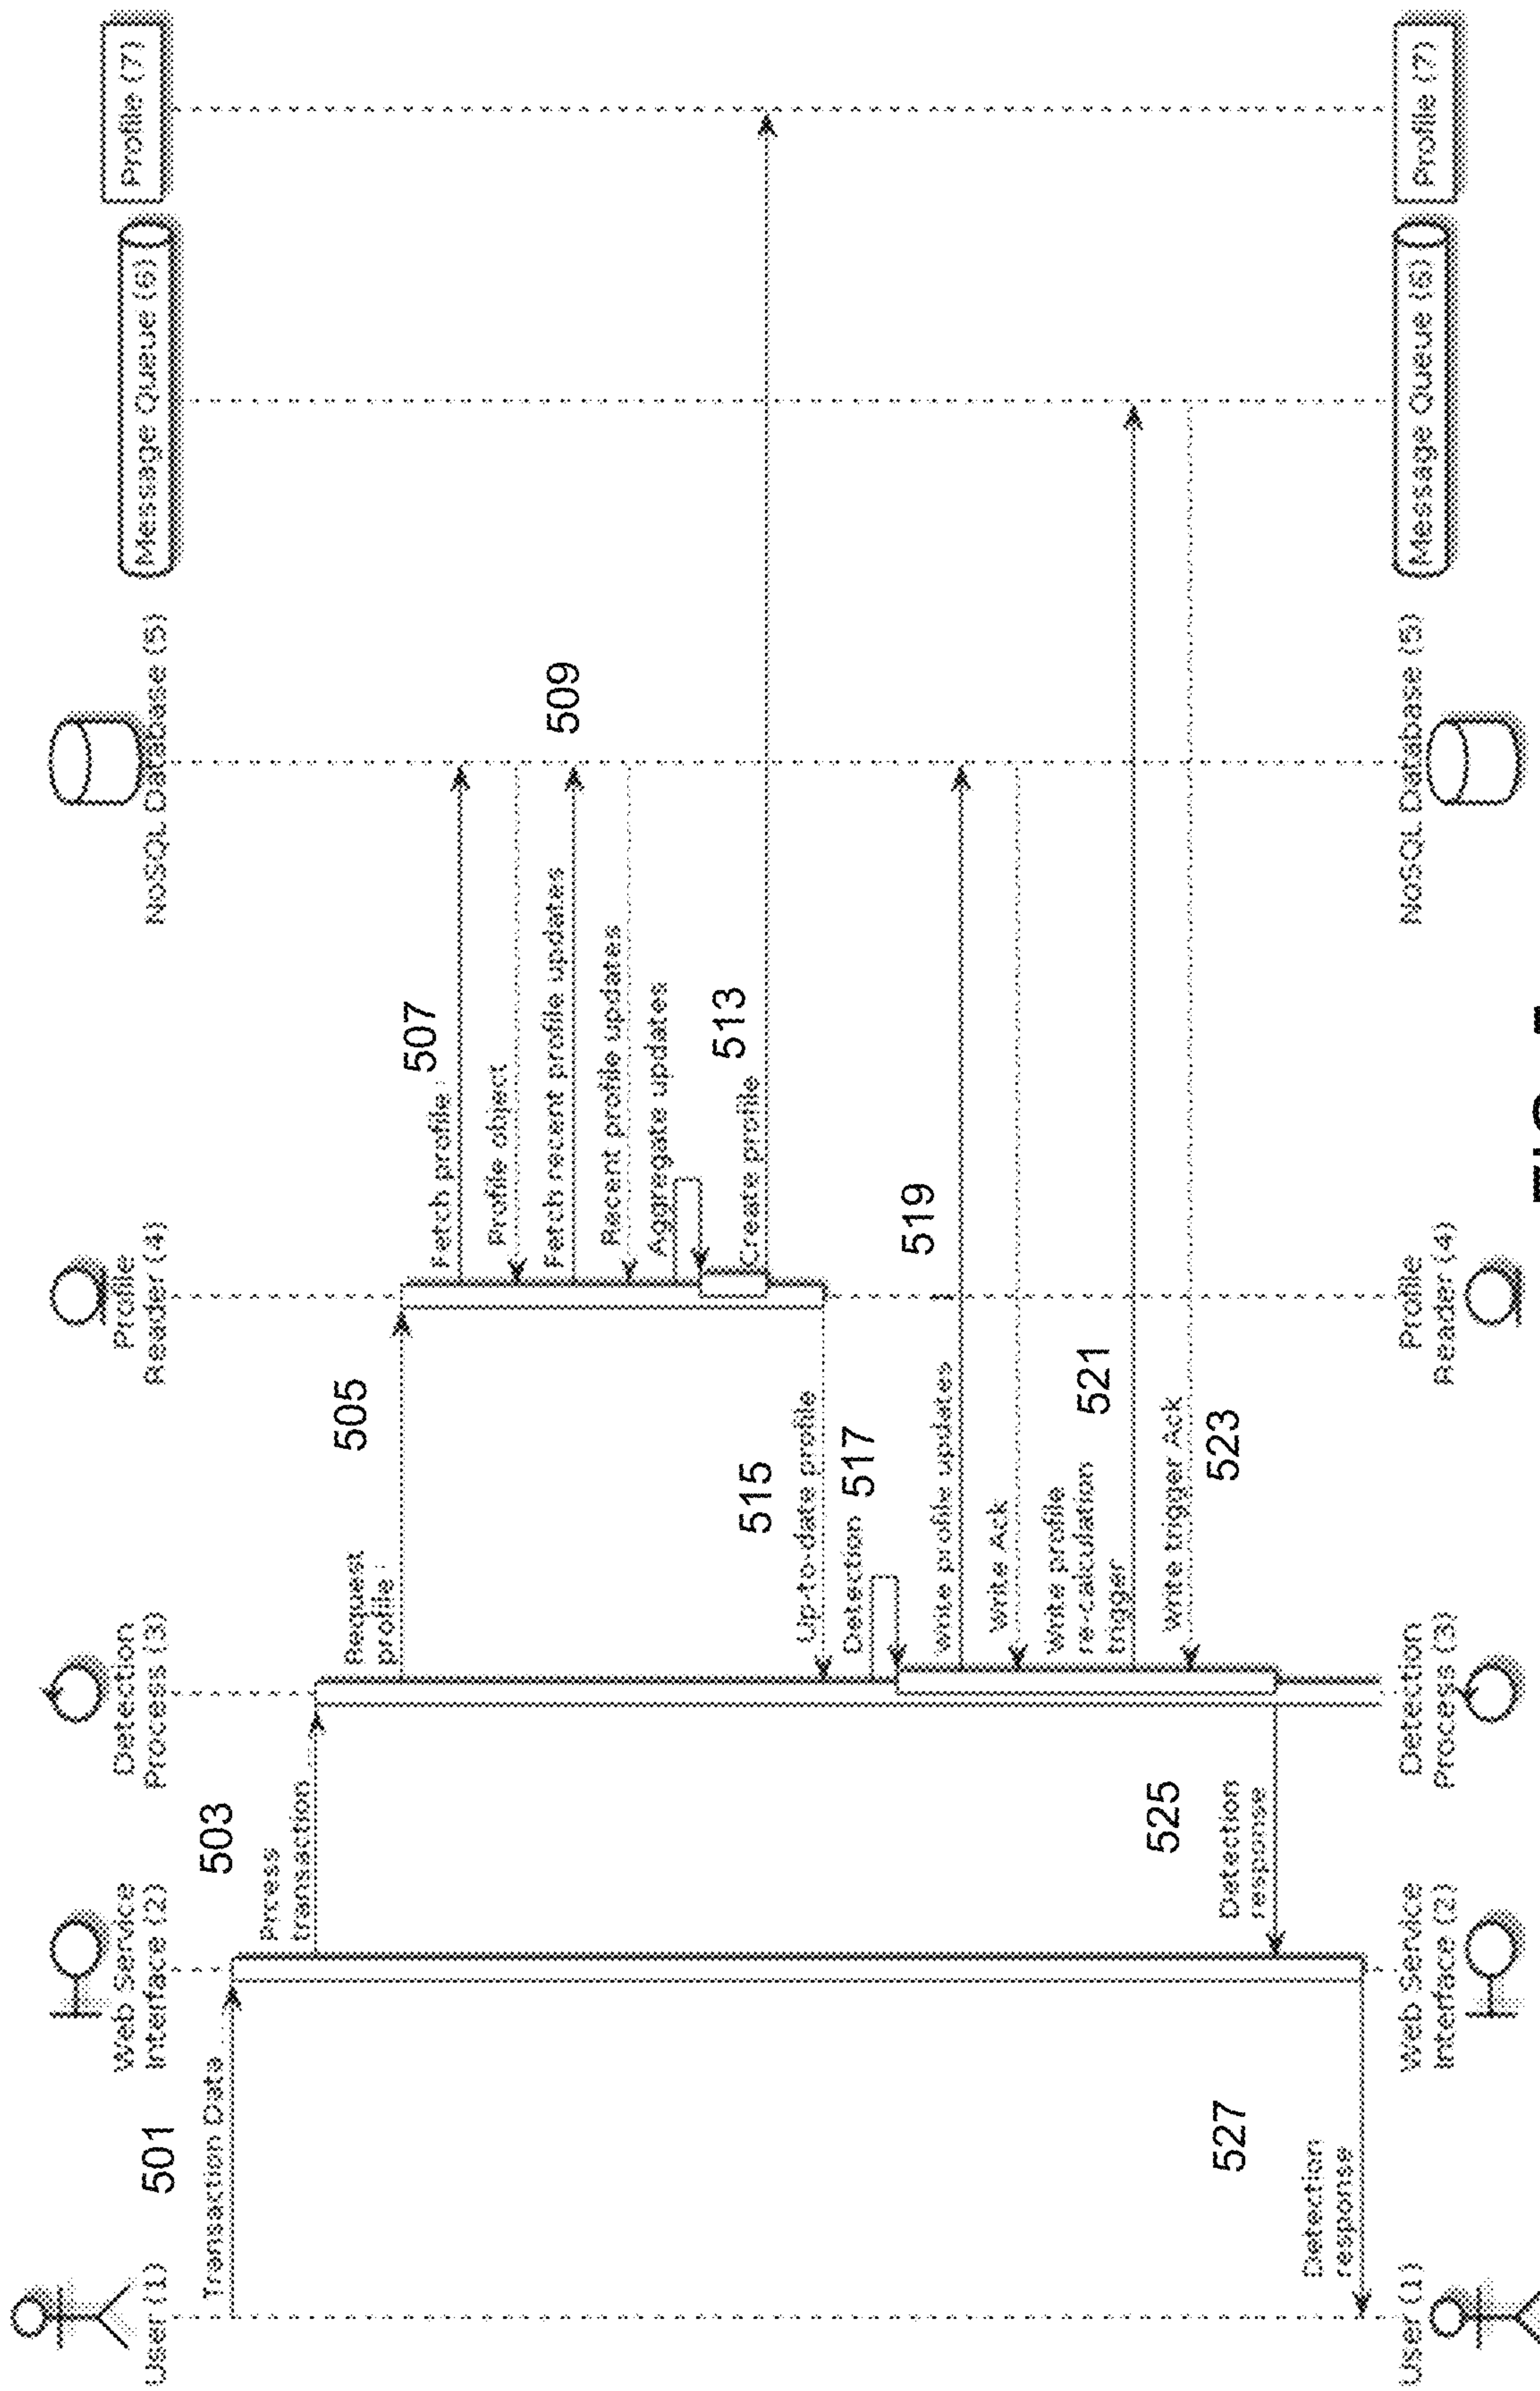 User (1)
Web Service
Interface (2)
Detection
Process (3)
Profile
Reader (4)
NoSQL Database (5)
Message Queue (6)
Profile (7)
501
Transaction Date
503
Prcess
transaction
505
Request
profile
507
Fetch profile
Profile object
509
Fetch recent profile updates
Recent profile updates
Aggregate updates
513
Create profile
515
Up-to-date profile
Detection 517
519
Write profile updates
Write Ack
Write profile
re-calculation
trigger
521
Write trigger Ack
523
525
Detection
response
527
Detection
response
User (1)
Web Service
Interface (2)
Detection
Process (3)
Profile
Reader (4)
NoSQL Database (5)
Message Queue (6)
Profile (7)